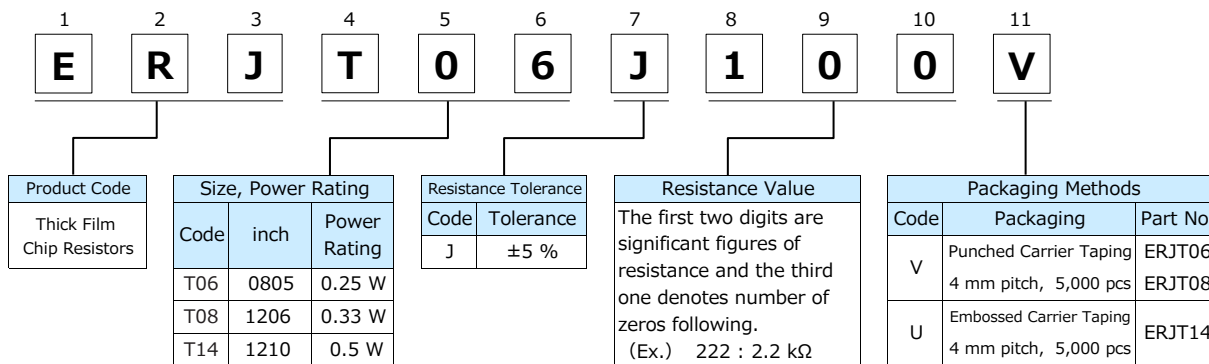 1 2 3 4 5 6 7 8 9 10 11
E R J T 0 6 J 1 0 0 V
Product Code
Thick Film
Chip Resistors
Size, Power Rating
Code inch Power Rating
T06 0805 0.25 W
T08 1206 0.33 W
T14 1210 0.5 W
Resistance Tolerance
Code Tolerance
J ±5 %
Resistance Value
The first two digits are
significant figures of
resistance and the third
one denotes number of
zeros following.
(Ex.) 222 : 2.2 kΩ
Packaging Methods
Code Packaging Part No
V Punched Carrier Taping ERJT06
4 mm pitch, 5,000 pcs ERJT08
U Embossed Carrier Taping ERJT14
4 mm pitch, 5,000 pcs